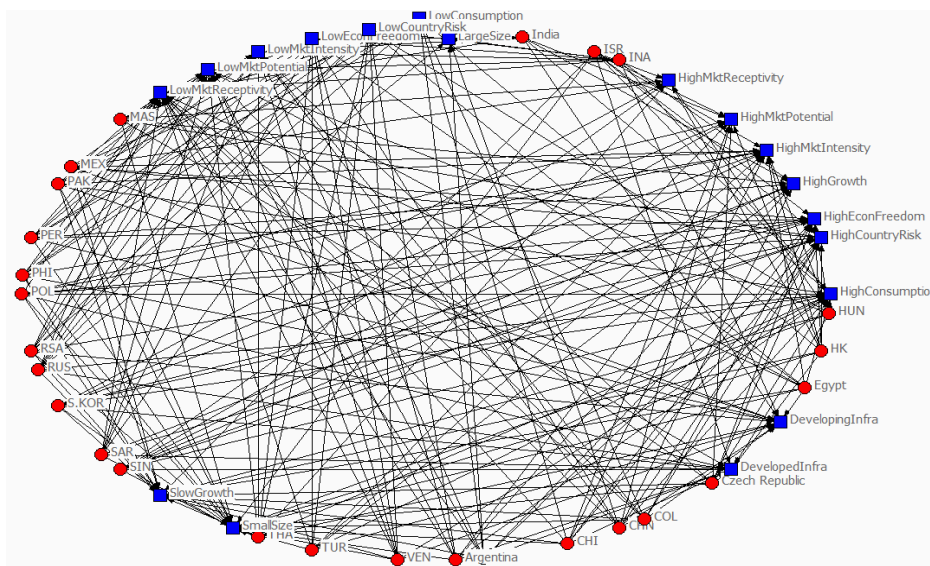 LowConsumption
LowCountryRisk
LowEconFreedom
LargeSize
India
LowMktIntensity
ISR
INA
LowMktPotential
HighMktReceptivity
LowMktReceptivity
MAS
HighMktPotential
HighMktIntensity
MEX
PAK
HighGrowth
HighEconFreedom
PER
HighCountryRisk
PHI
POL
HighConsumptio
HUN
RSA
HK
RUS
Egypt
S.KOR
DevelopingInfra
SAR
SIN
DevelopedInfra
Czech Republic
SlowGrowth
COL
SmallSize
CHN
THA
CHI
TUR
VEN
Argentina